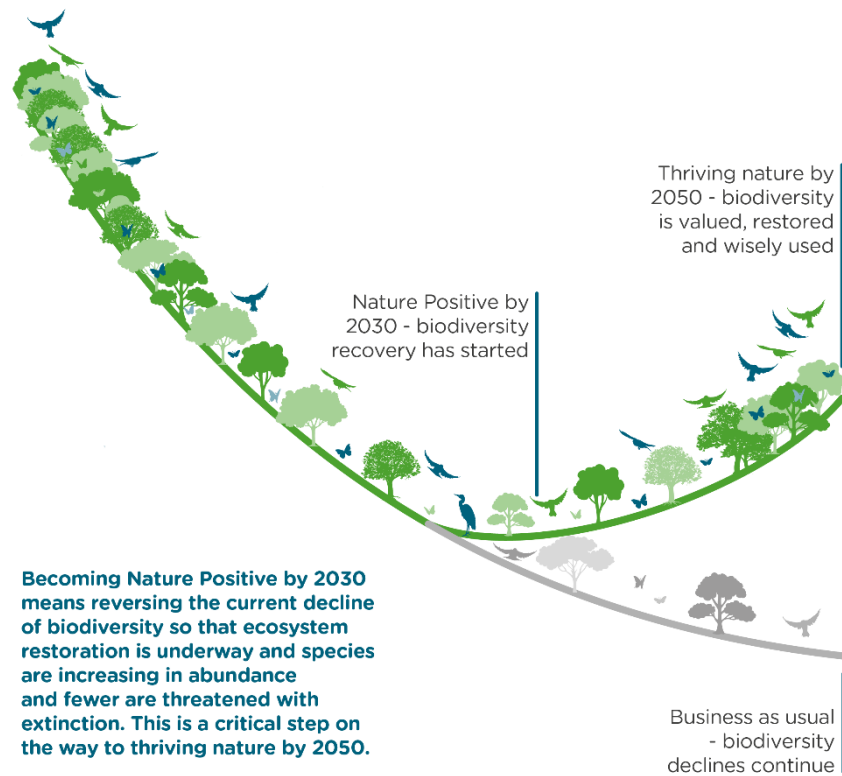 Thriving nature by
2050 - biodiversity
is valued, restored
and wisely used
Nature Positive by
2030 - biodiversity
recovery has started
Becoming Nature Positive by 2030
means reversing the current decline
of biodiversity so that ecosystem
restoration is underway and species
are increasing in abundance
and fewer are threatened with
extinction. This is a critical step on
the way to thriving nature by 2050.
Business as usual
- biodiversity
declines continue